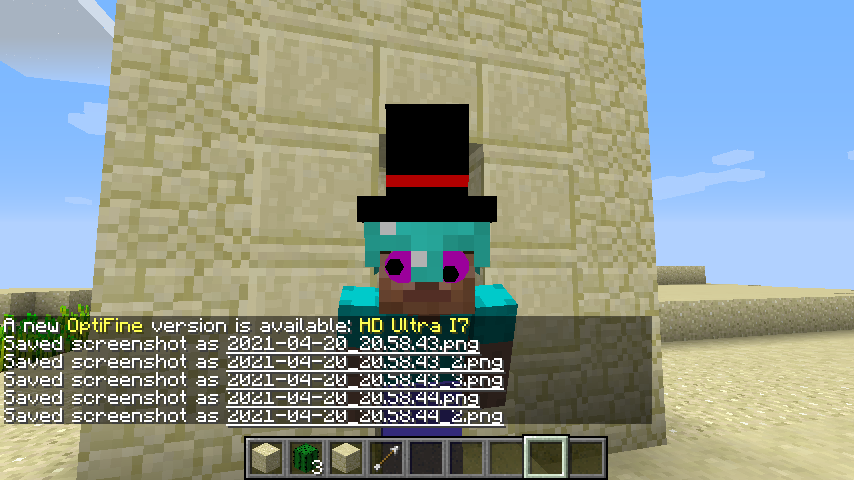 A new OptiFine version is available: HD Ultra I7
Saved screenshot as 2021-04-20_20.58.43.png
Saved screenshot as 2021-04-20_20.58.43_2.png
Saved screenshot as 2021-04-20_20.58.43_3.png
Saved screenshot as 2021-04-20_20.58.44.png
Saved screenshot as 2021-04-20_20.58.44_2.png
3